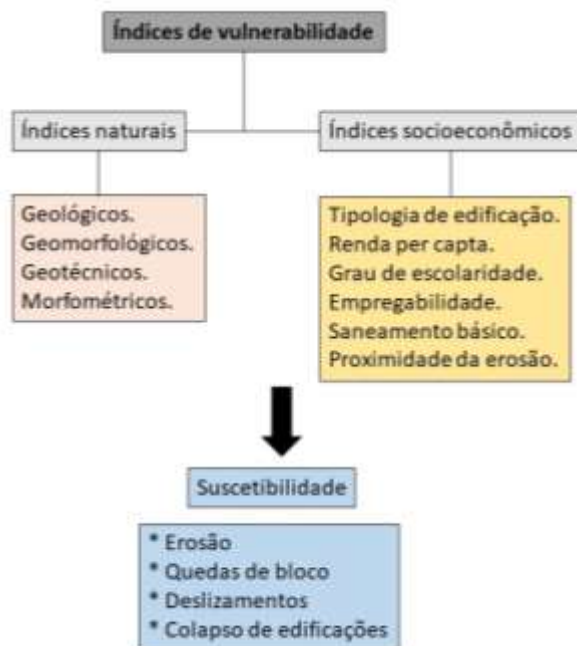 Índices de vulnerabilidade
Índices naturais
Índices socioeconômicos
Geológicos.
Geomorfológicos.
Geotécnicos.
Morfométricos.
Tipologia de edificação.
Renda per capta.
Grau de escolaridade.
Empregabilidade.
Saneamento básico.
Proximidade da erosão.
Suscetibilidade
* Erosão
* Quedas de bloco
* Deslizamentos
* Colapso de edificações